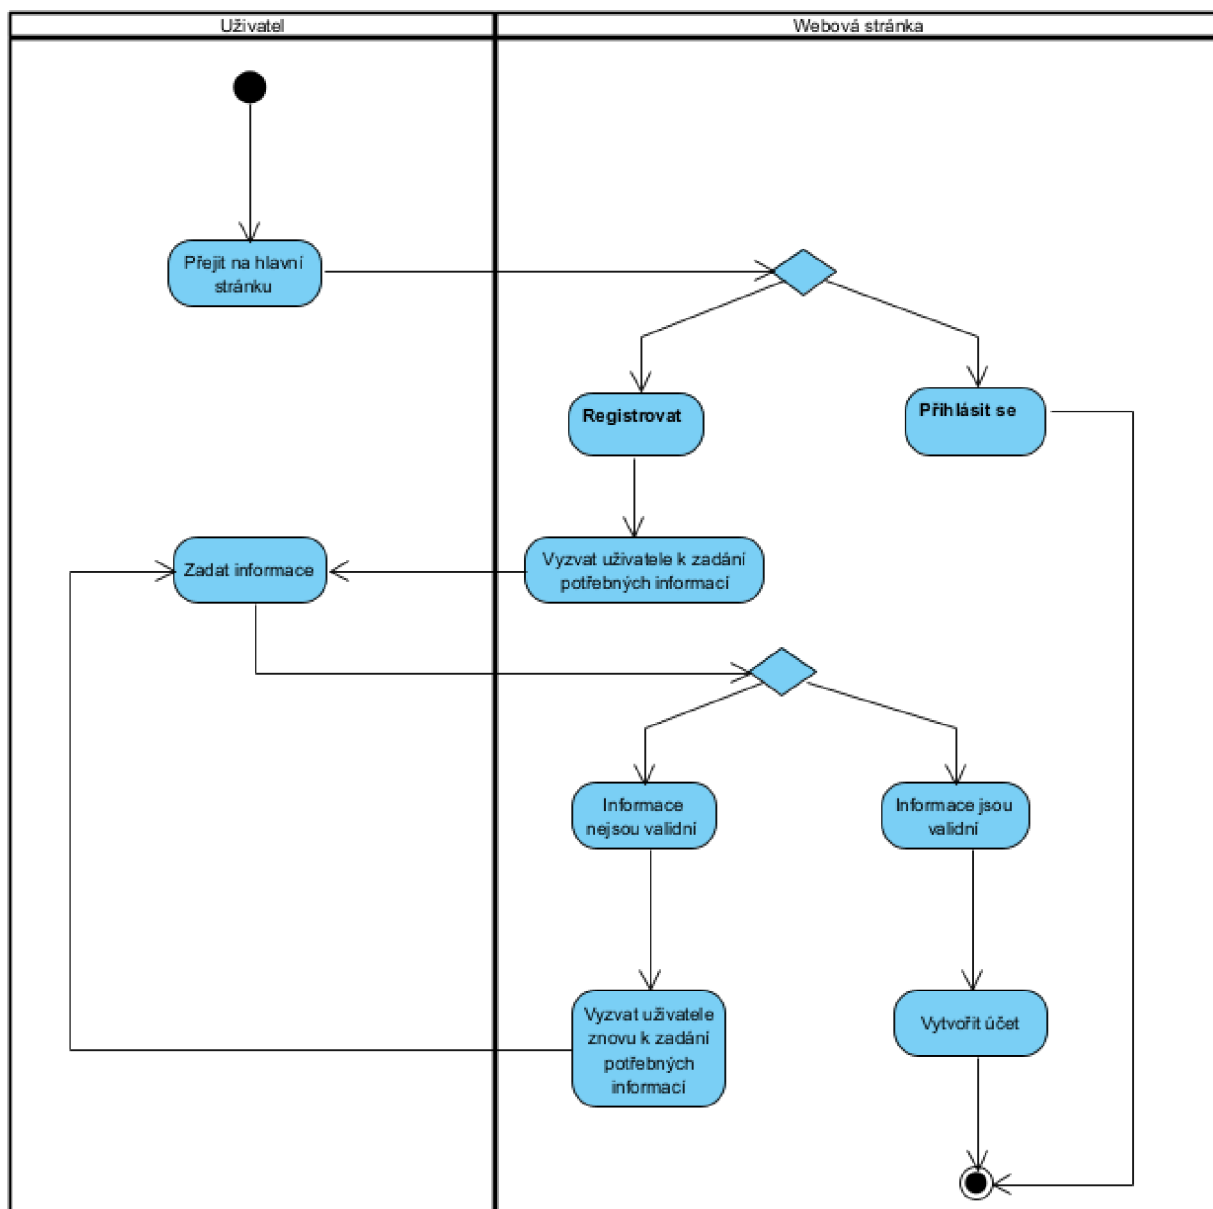 Uživatel
Webová stránka
Přejit na hlavní
stránku
Registrovat
Přihlásit se
Zadat informace
Vyzvat uživatele k zadání
potřebných informací
Informace
nejsou validní
Informace jsou
validní
Vyzvat uživatele
znovu k zadání
potřebných
informací
Vytvořit účet